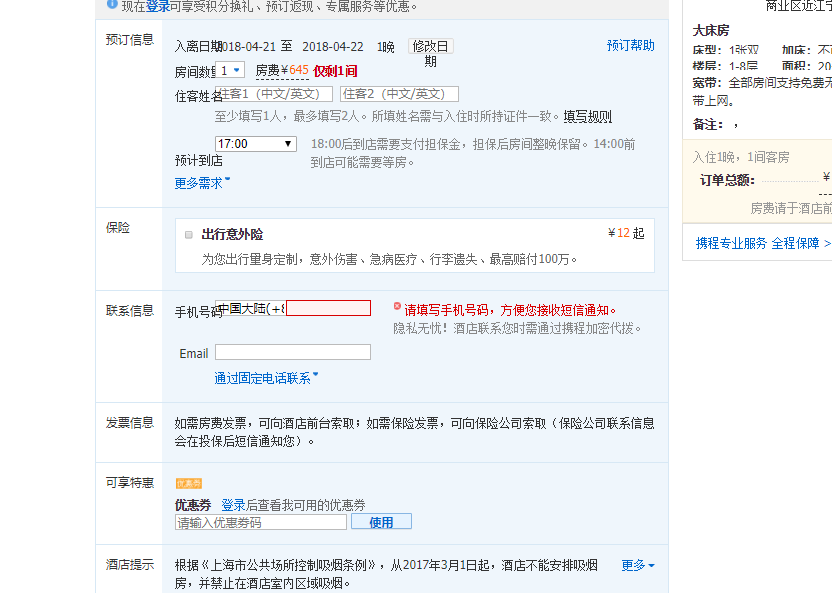 现在登录可享受积分换礼、预订返现、专属服务等优惠。
预订信息
入离日期 2018-04-21 至 2018-04-22 1晚 修改日期
预订帮助
房间数量 1 房费¥645 仅剩1间
住客姓名 住客1（中文/英文） 住客2（中文/英文）
至少填写1人，最多填写2人。所填姓名需与入住时所持证件一致。填写规则
17:00
18:00后到店需要支付担保金，担保后房间整晚保留。14:00前
到店可能需要等房。
预计到店
更多需求
保险
出行意外险 ¥12 起
为您出行量身定制，意外伤害、急病医疗、行李遗失、最高赔付100万。
联系信息
手机号码 中国大陆(+8
请填写手机号码，方便您接收短信通知。
隐私无忧！酒店联系您时需通过携程加密代拨。
Email
通过固定电话联系
发票信息
如需房费发票，可向酒店前台索取；如需保险发票，可向保险公司索取（保险公司联系信息
会在投保后短信通知您）。
可享特惠
优惠券
优惠券 登录后查看我可用的优惠券
请输入优惠券码 使用
酒店提示
根据《上海市公共场所控制吸烟条例》，从2017年3月1日起，酒店不能安排吸烟
房，并禁止在酒店室内区域吸烟。
更多
商业区近辽宁
大床房
床型：1张双 加床：不
楼层：1-8层 面积：20
宽带：全部房间支持免费无
带上网。
备注：，
入住1晚，1间客房
订单总额： ¥
房费请于酒店前
携程专业服务 全程保障 >